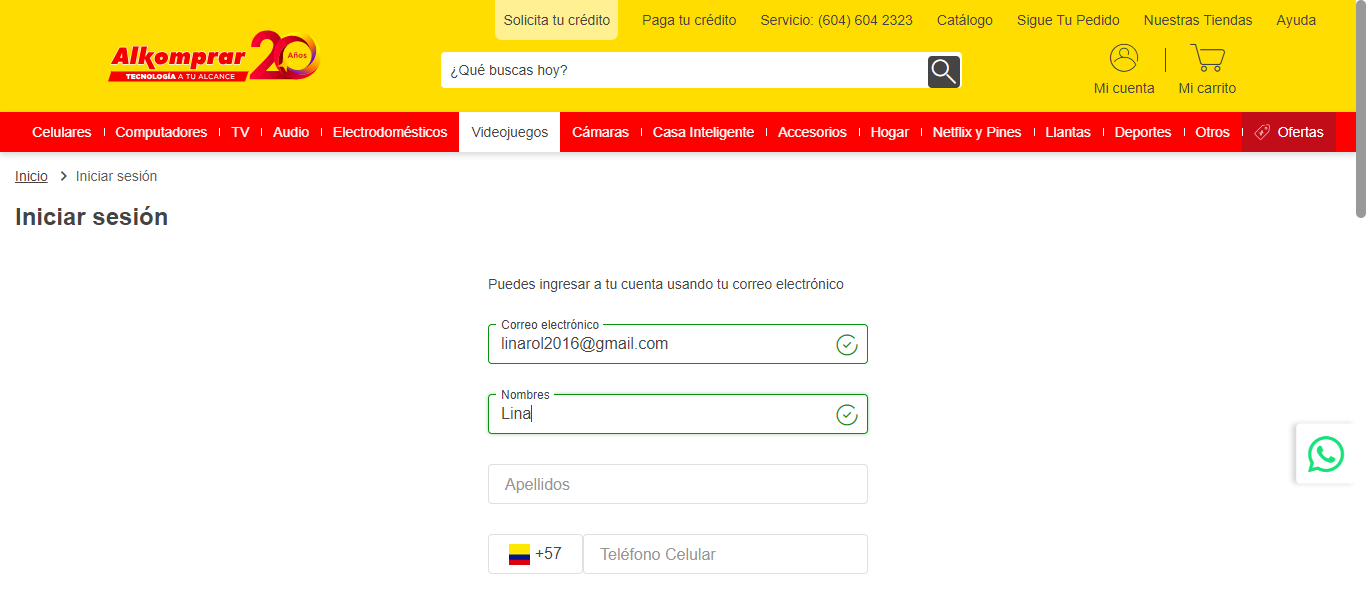 Solicita tu crédito Paga tu crédito Servicio: (604) 604 2323 Catálogo Sigue Tu Pedido Nuestras Tiendas Ayuda
Alkomprar 20 Años
TECNOLOGÍA A TU ALCANCE
¿Qué buscas hoy?
Mi cuenta Mi carrito
Celulares Computadores TV Audio Electrodomésticos Videojuegos Cámaras Casa Inteligente Accesorios Hogar Netflix y Pines Llantas Deportes Otros Ofertas
Inicio Iniciar sesión
Iniciar sesión
Puedes ingresar a tu cuenta usando tu correo electrónico
Correo electrónico
linarol2016@gmail.com
Nombres
Lina
Apellidos
+57 Teléfono Celular